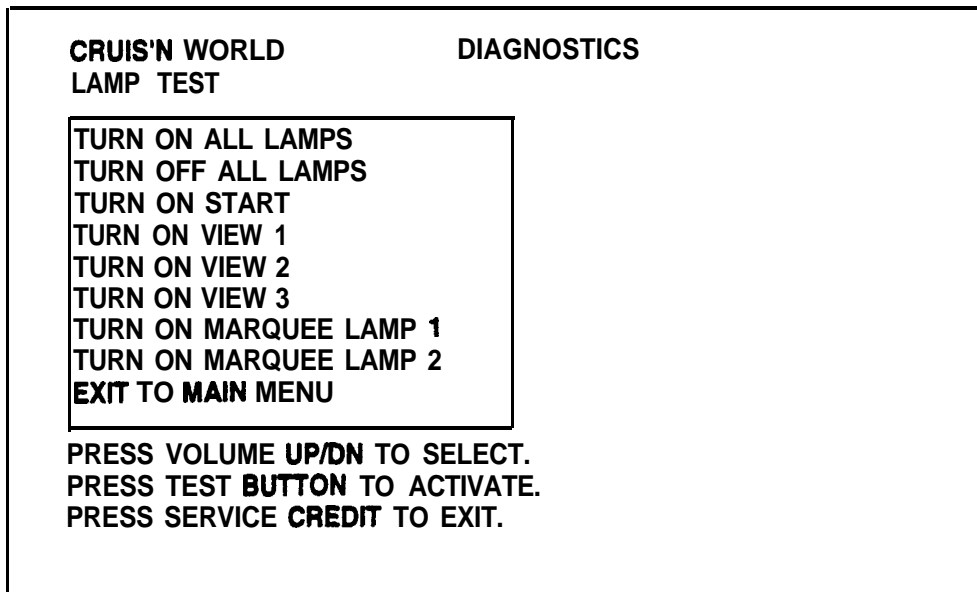 CRUIS'N WORLD DIAGNOSTICS
LAMP TEST
TURN ON ALL LAMPS
TURN OFF ALL LAMPS
TURN ON START
TURN ON VIEW 1
TURN ON VIEW 2
TURN ON VIEW 3
TURN ON MARQUEE LAMP 1
TURN ON MARQUEE LAMP 2
EXIT TO MAIN MENU
PRESS VOLUME UP/DN TO SELECT.
PRESS TEST BUTTON TO ACTIVATE.
PRESS SERVICE CREDIT TO EXIT.